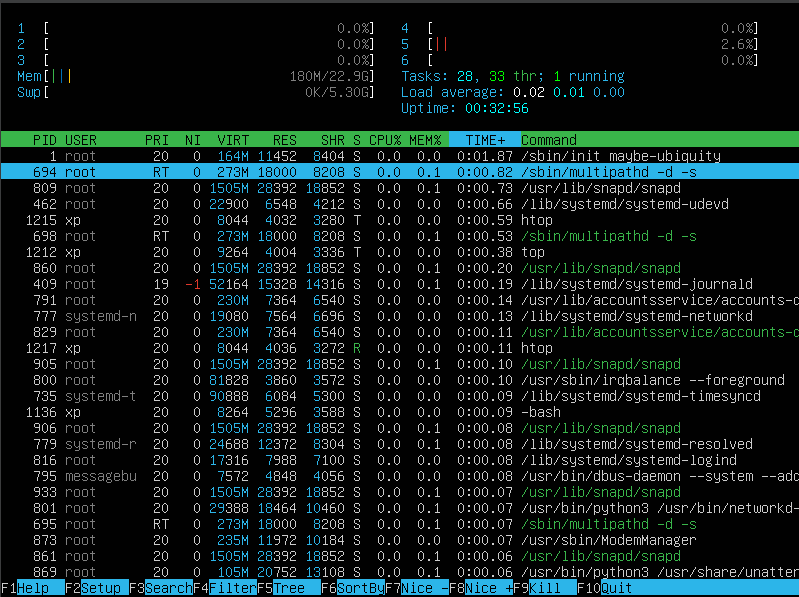 1 [ 0.0%] 4 [ 0.0%]
2 [ 0.0%] 5 [|| 2.6%]
3 [ 0.0%] 6 [ 0.0%]
Mem[||| 180M/22.9G] Tasks: 28, 33 thr; 1 running
Swp[ 0K/5.30G] Load average: 0.02 0.01 0.00
Uptime: 00:32:56
PID USER PRI NI VIRT RES SHR S CPU% MEM% TIME+ Command
1 root 20 0 164M 11452 8404 S 0.0 0.0 0:01.87 /sbin/init maybe-ubiquity
694 root RT 0 273M 18000 8208 S 0.0 0.1 0:00.82 /sbin/multipathd -d -s
809 root 20 0 1505M 28392 18852 S 0.0 0.1 0:00.73 /usr/lib/snapd/snapd
462 root 20 0 22900 6548 4212 S 0.0 0.0 0:00.66 /lib/systemd/systemd-udevd
1215 xp 20 0 8044 4032 3280 T 0.0 0.0 0:00.59 htop
698 root RT 0 273M 18000 8208 S 0.0 0.1 0:00.53 /sbin/multipathd -d -s
1212 xp 20 0 9264 4004 3336 T 0.0 0.0 0:00.38 top
860 root 20 0 1505M 28392 18852 S 0.0 0.1 0:00.20 /usr/lib/snapd/snapd
409 root 19 -1 52164 15328 14316 S 0.0 0.1 0:00.19 /lib/systemd/systemd-journald
791 root 20 0 230M 7364 6540 S 0.0 0.0 0:00.14 /usr/lib/accountsservice/accounts-d
777 systemd-n 20 0 19080 7564 6696 S 0.0 0.0 0:00.13 /lib/systemd/systemd-networkd
829 root 20 0 230M 7364 6540 S 0.0 0.0 0:00.11 /usr/lib/accountsservice/accounts-d
1217 xp 20 0 8044 4036 3272 R 0.0 0.0 0:00.11 htop
905 root 20 0 1505M 28392 18852 S 0.0 0.1 0:00.10 /usr/lib/snapd/snapd
800 root 20 0 81828 3860 3572 S 0.0 0.0 0:00.10 /usr/sbin/irqbalance --foreground
735 systemd-t 20 0 90888 6084 5300 S 0.0 0.0 0:00.09 /lib/systemd/systemd-timesyncd
1136 xp 20 0 8264 5296 3588 S 0.0 0.0 0:00.09 -bash
906 root 20 0 1505M 28392 18852 S 0.0 0.1 0:00.08 /usr/lib/snapd/snapd
779 systemd-r 20 0 24688 12372 8304 S 0.0 0.1 0:00.08 /lib/systemd/systemd-resolved
816 root 20 0 17316 7988 7100 S 0.0 0.0 0:00.08 /lib/systemd/systemd-logind
795 messagebu 20 0 7572 4848 4056 S 0.0 0.0 0:00.08 /usr/bin/dbus-daemon --system --add
933 root 20 0 1505M 28392 18852 S 0.0 0.1 0:00.07 /usr/lib/snapd/snapd
801 root 20 0 29388 18464 10460 S 0.0 0.1 0:00.07 /usr/bin/python3 /usr/bin/networkd-
695 root RT 0 273M 18000 8208 S 0.0 0.1 0:00.07 /sbin/multipathd -d -s
873 root 20 0 235M 11972 10184 S 0.0 0.1 0:00.07 /usr/sbin/ModemManager
861 root 20 0 1505M 28392 18852 S 0.0 0.1 0:00.06 /usr/lib/snapd/snapd
869 root 20 0 105M 20752 13108 S 0.0 0.1 0:00.06 /usr/bin/python3 /usr/share/unatten
F1Help F2Setup F3SearchF4FilterF5Tree F6SortByF7Nice -F8Nice +F9Kill F10Quit